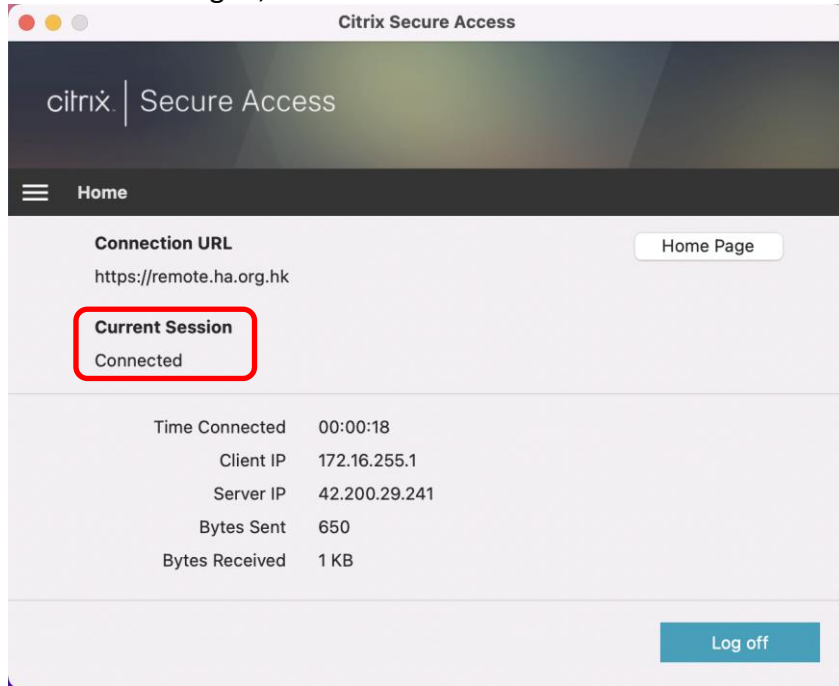 Citrix Secure Access
citrix. | Secure Access
Home
Connection URL
Home Page
https://remote.ha.org.hk
Current Session
Connected
Time Connected 00:00:18
Client IP 172.16.255.1
Server IP 42.200.29.241
Bytes Sent 650
Bytes Received 1 KB
Log off